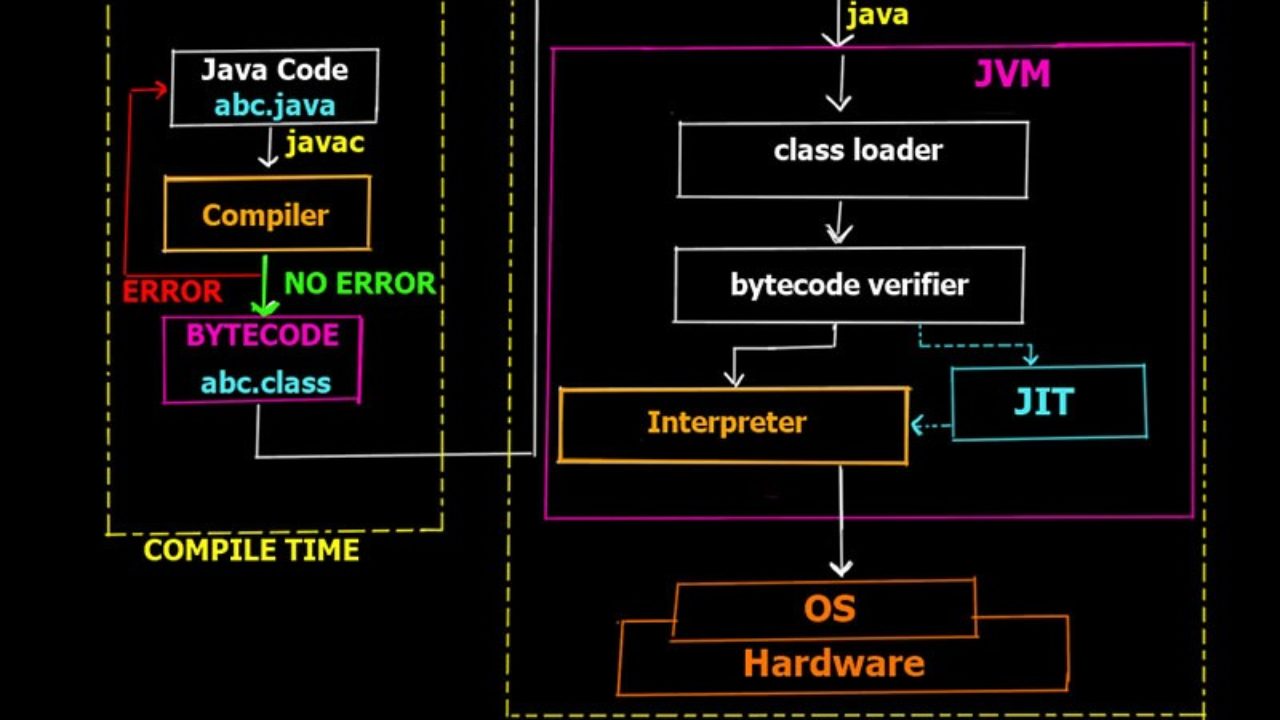 Java Code
abc.java
javac
Compiler
ERROR
NO ERROR
BYTECODE
abc.class
COMPILE TIME
java
JVM
class loader
bytecode verifier
Interpreter
JIT
OS
Hardware